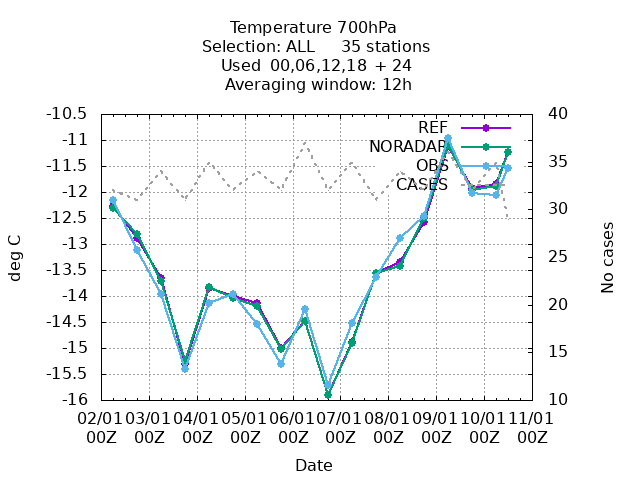 Temperature 700hPa
Selection: ALL 35 stations
Used 00,06,12,18 + 24
Averaging window: 12h
-10.5
-11
-11.5
-12
-12.5
-13
-13.5
-14
-14.5
-15
-15.5
-16
deg C
40
35
30
25
20
15
10
No cases
REF
NORADAR
OBS
CASES
02/01 03/01 04/01 05/01 06/01 07/01 08/01 09/01 10/01 11/01
00Z 00Z 00Z 00Z 00Z 00Z 00Z 00Z 00Z 00Z
Date